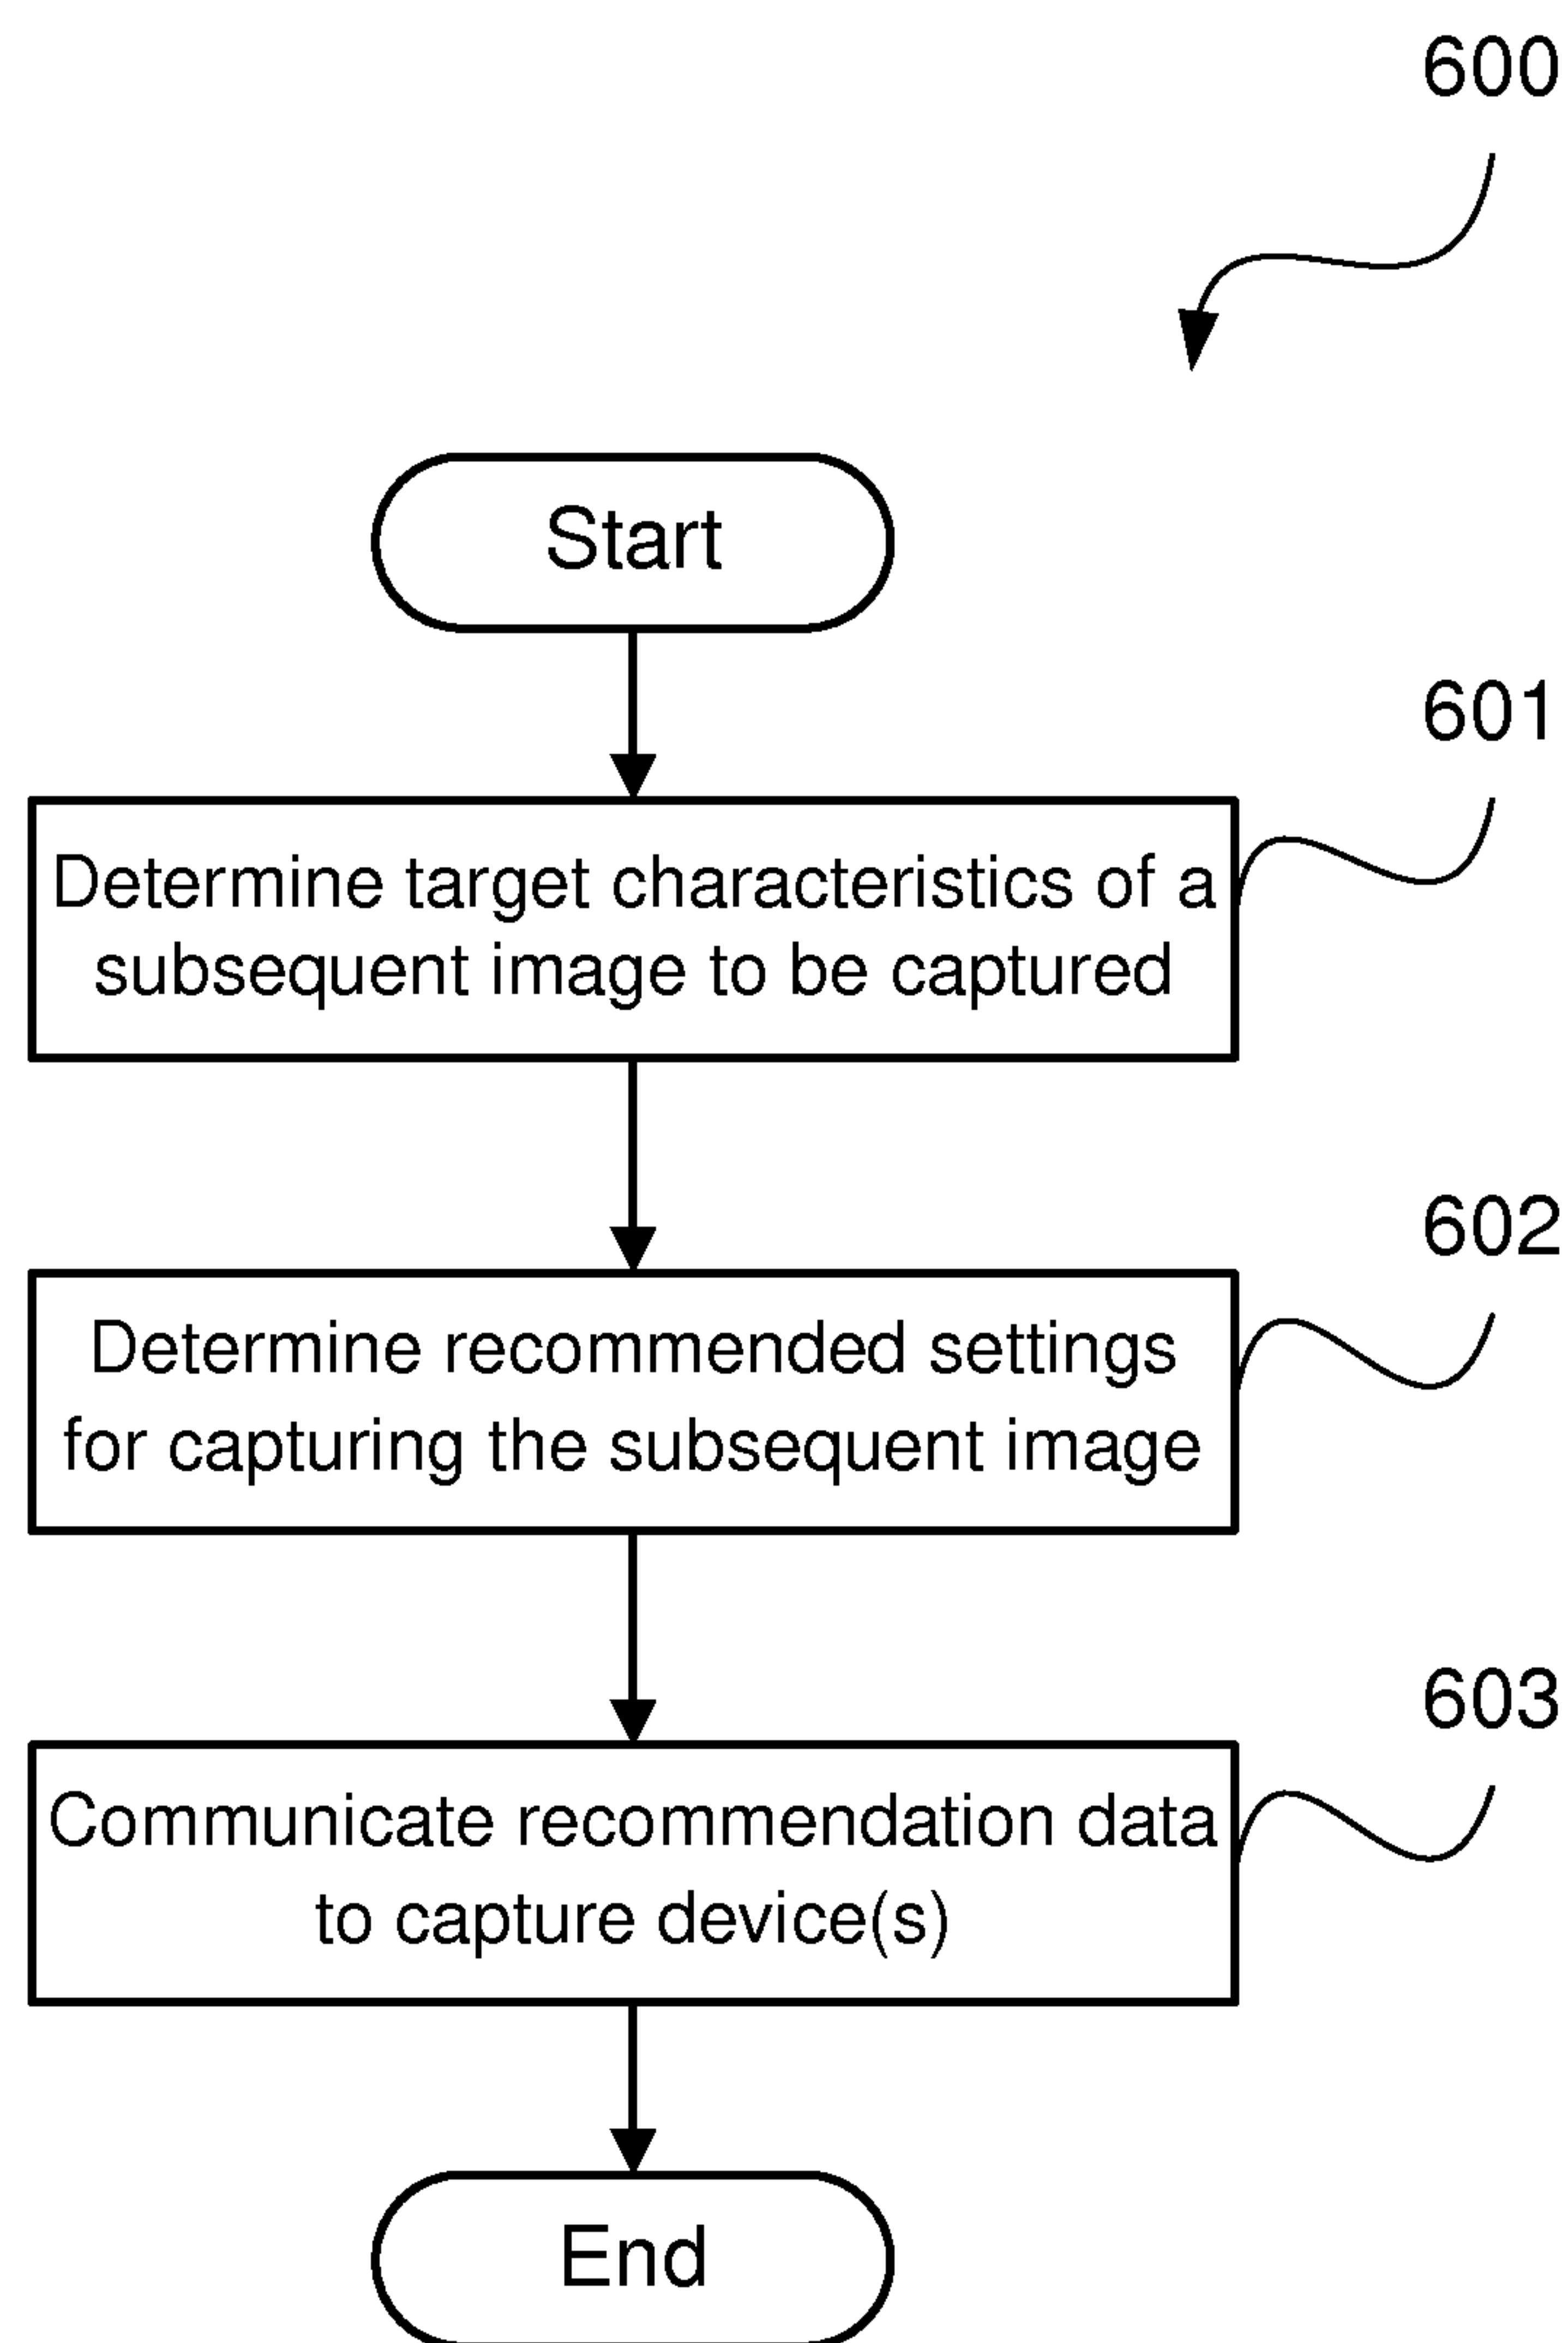 600
Start
601
Determine target characteristics of a
subsequent image to be captured
602
Determine recommended settings
for capturing the subsequent image
603
Communicate recommendation data
to capture device(s)
End